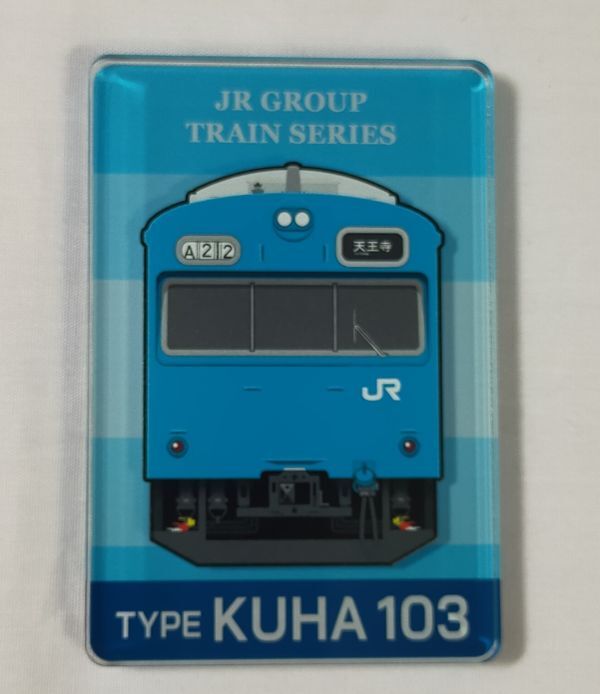 JR GROUP
TRAIN SERIES
A22
天王寺
JR
TYPE KUHA 103